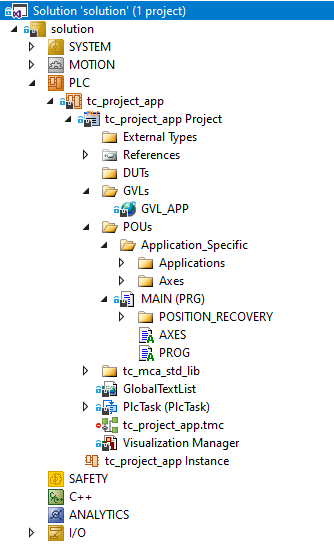 Solution 'solution' (1 project)
solution
SYSTEM
MOTION
PLC
tc_project_app
tc_project_app Project
External Types
References
DUTs
GVLs
GVL_APP
POUs
Application_Specific
Applications
Axes
MAIN (PRG)
POSITION_RECOVERY
AXES
PROG
tc_mca_std_lib
GlobalTextList
PlcTask (PlcTask)
tc_project_app.tmc
Visualization Manager
tc_project_app Instance
SAFETY
C++
ANALYTICS
I/O